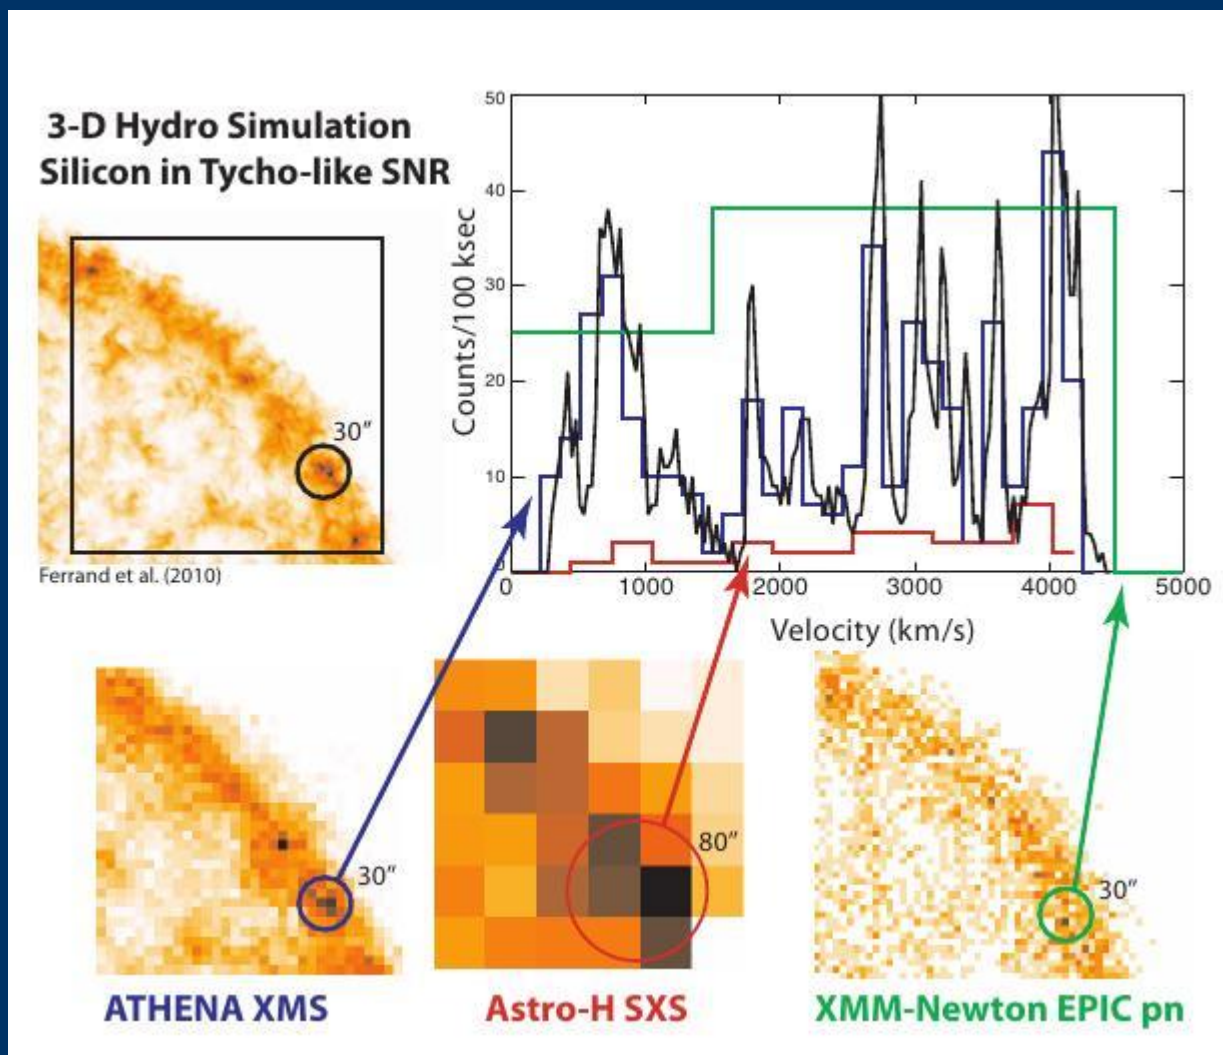 3-D Hydro Simulation
Silicon in Tycho-like SNR
30"
Ferrand et al. (2010)
Counts/100 ksec
50
40
30
20
10
0
0 1000 2000 3000 4000 5000
Velocity (km/s)
30"
80"
30"
ATHENA XMS
Astro-H SXS
XMM-Newton EPIC pn